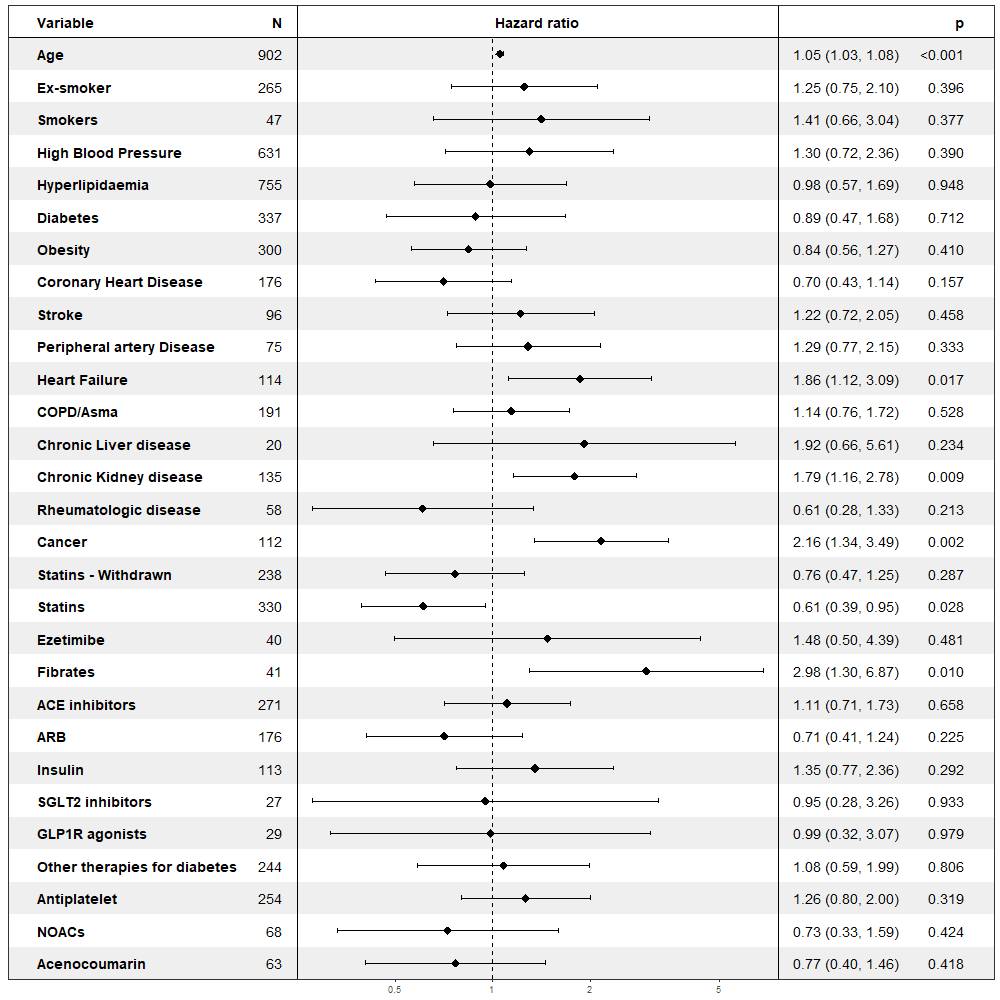 Variable N Hazard ratio p
Age 902 1.05 (1.03, 1.08) <0.001
Ex-smoker 265 1.25 (0.75, 2.10) 0.396
Smokers 47 1.41 (0.66, 3.04) 0.377
High Blood Pressure 631 1.30 (0.72, 2.36) 0.390
Hyperlipidaemia 755 0.98 (0.57, 1.69) 0.948
Diabetes 337 0.89 (0.47, 1.68) 0.712
Obesity 300 0.84 (0.56, 1.27) 0.410
Coronary Heart Disease 176 0.70 (0.43, 1.14) 0.157
Stroke 96 1.22 (0.72, 2.05) 0.458
Peripheral artery Disease 75 1.29 (0.77, 2.15) 0.333
Heart Failure 114 1.86 (1.12, 3.09) 0.017
COPD/Asma 191 1.14 (0.76, 1.72) 0.528
Chronic Liver disease 20 1.92 (0.66, 5.61) 0.234
Chronic Kidney disease 135 1.79 (1.16, 2.78) 0.009
Rheumatologic disease 58 0.61 (0.28, 1.33) 0.213
Cancer 112 2.16 (1.34, 3.49) 0.002
Statins - Withdrawn 238 0.76 (0.47, 1.25) 0.287
Statins 330 0.61 (0.39, 0.95) 0.028
Ezetimibe 40 1.48 (0.50, 4.39) 0.481
Fibrates 41 2.98 (1.30, 6.87) 0.010
ACE inhibitors 271 1.11 (0.71, 1.73) 0.658
ARB 176 0.71 (0.41, 1.24) 0.225
Insulin 113 1.35 (0.77, 2.36) 0.292
SGLT2 inhibitors 27 0.95 (0.28, 3.26) 0.933
GLP1R agonists 29 0.99 (0.32, 3.07) 0.979
Other therapies for diabetes 244 1.08 (0.59, 1.99) 0.806
Antiplatelet 254 1.26 (0.80, 2.00) 0.319
NOACs 68 0.73 (0.33, 1.59) 0.424
Acenocoumarin 63 0.77 (0.40, 1.46) 0.418
0.5 1 2 5